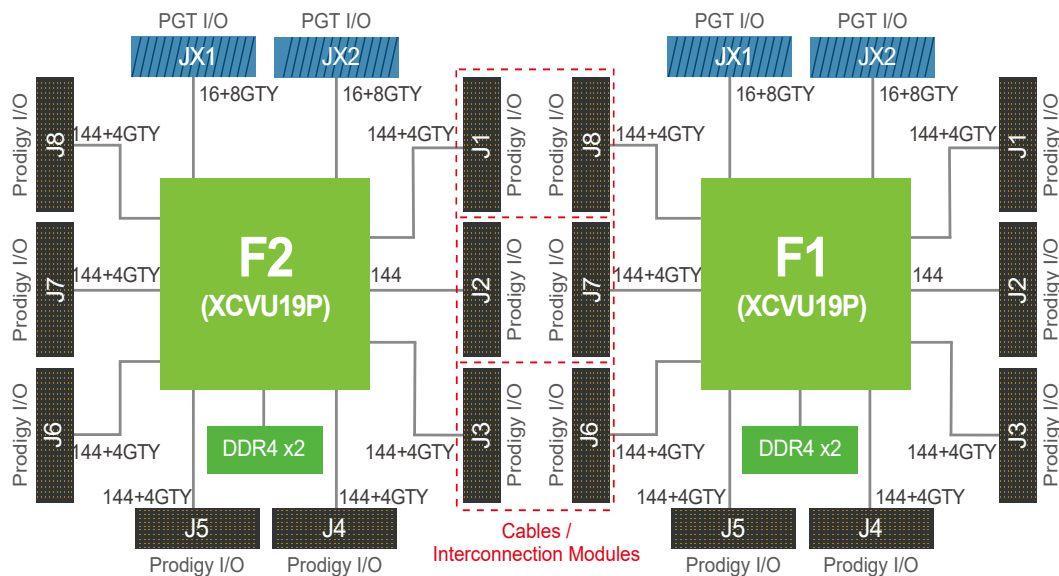 PGT I/O
PGT I/O
PGT I/O
PGT I/O
JX1
JX2
JX1
JX2
16+8GTY
16+8GTY
16+8GTY
16+8GTY
Prodigy I/O
J8
144+4GTY
144+4GTY
J1
Prodigy I/O
Prodigy I/O
J8
144+4GTY
144+4GTY
J1
Prodigy I/O
Prodigy I/O
J7
144+4GTY
F2
(XCVU19P)
144
J2
Prodigy I/O
Prodigy I/O
J7
144+4GTY
F1
(XCVU19P)
144
J2
Prodigy I/O
Prodigy I/O
J6
144+4GTY
DDR4 x2
144+4GTY
J3
Prodigy I/O
Prodigy I/O
J6
144+4GTY
DDR4 x2
144+4GTY
J3
Prodigy I/O
144+4GTY
144+4GTY
144+4GTY
144+4GTY
J5
J4
J5
J4
Prodigy I/O
Prodigy I/O
Prodigy I/O
Prodigy I/O
Cables /
Interconnection Modules